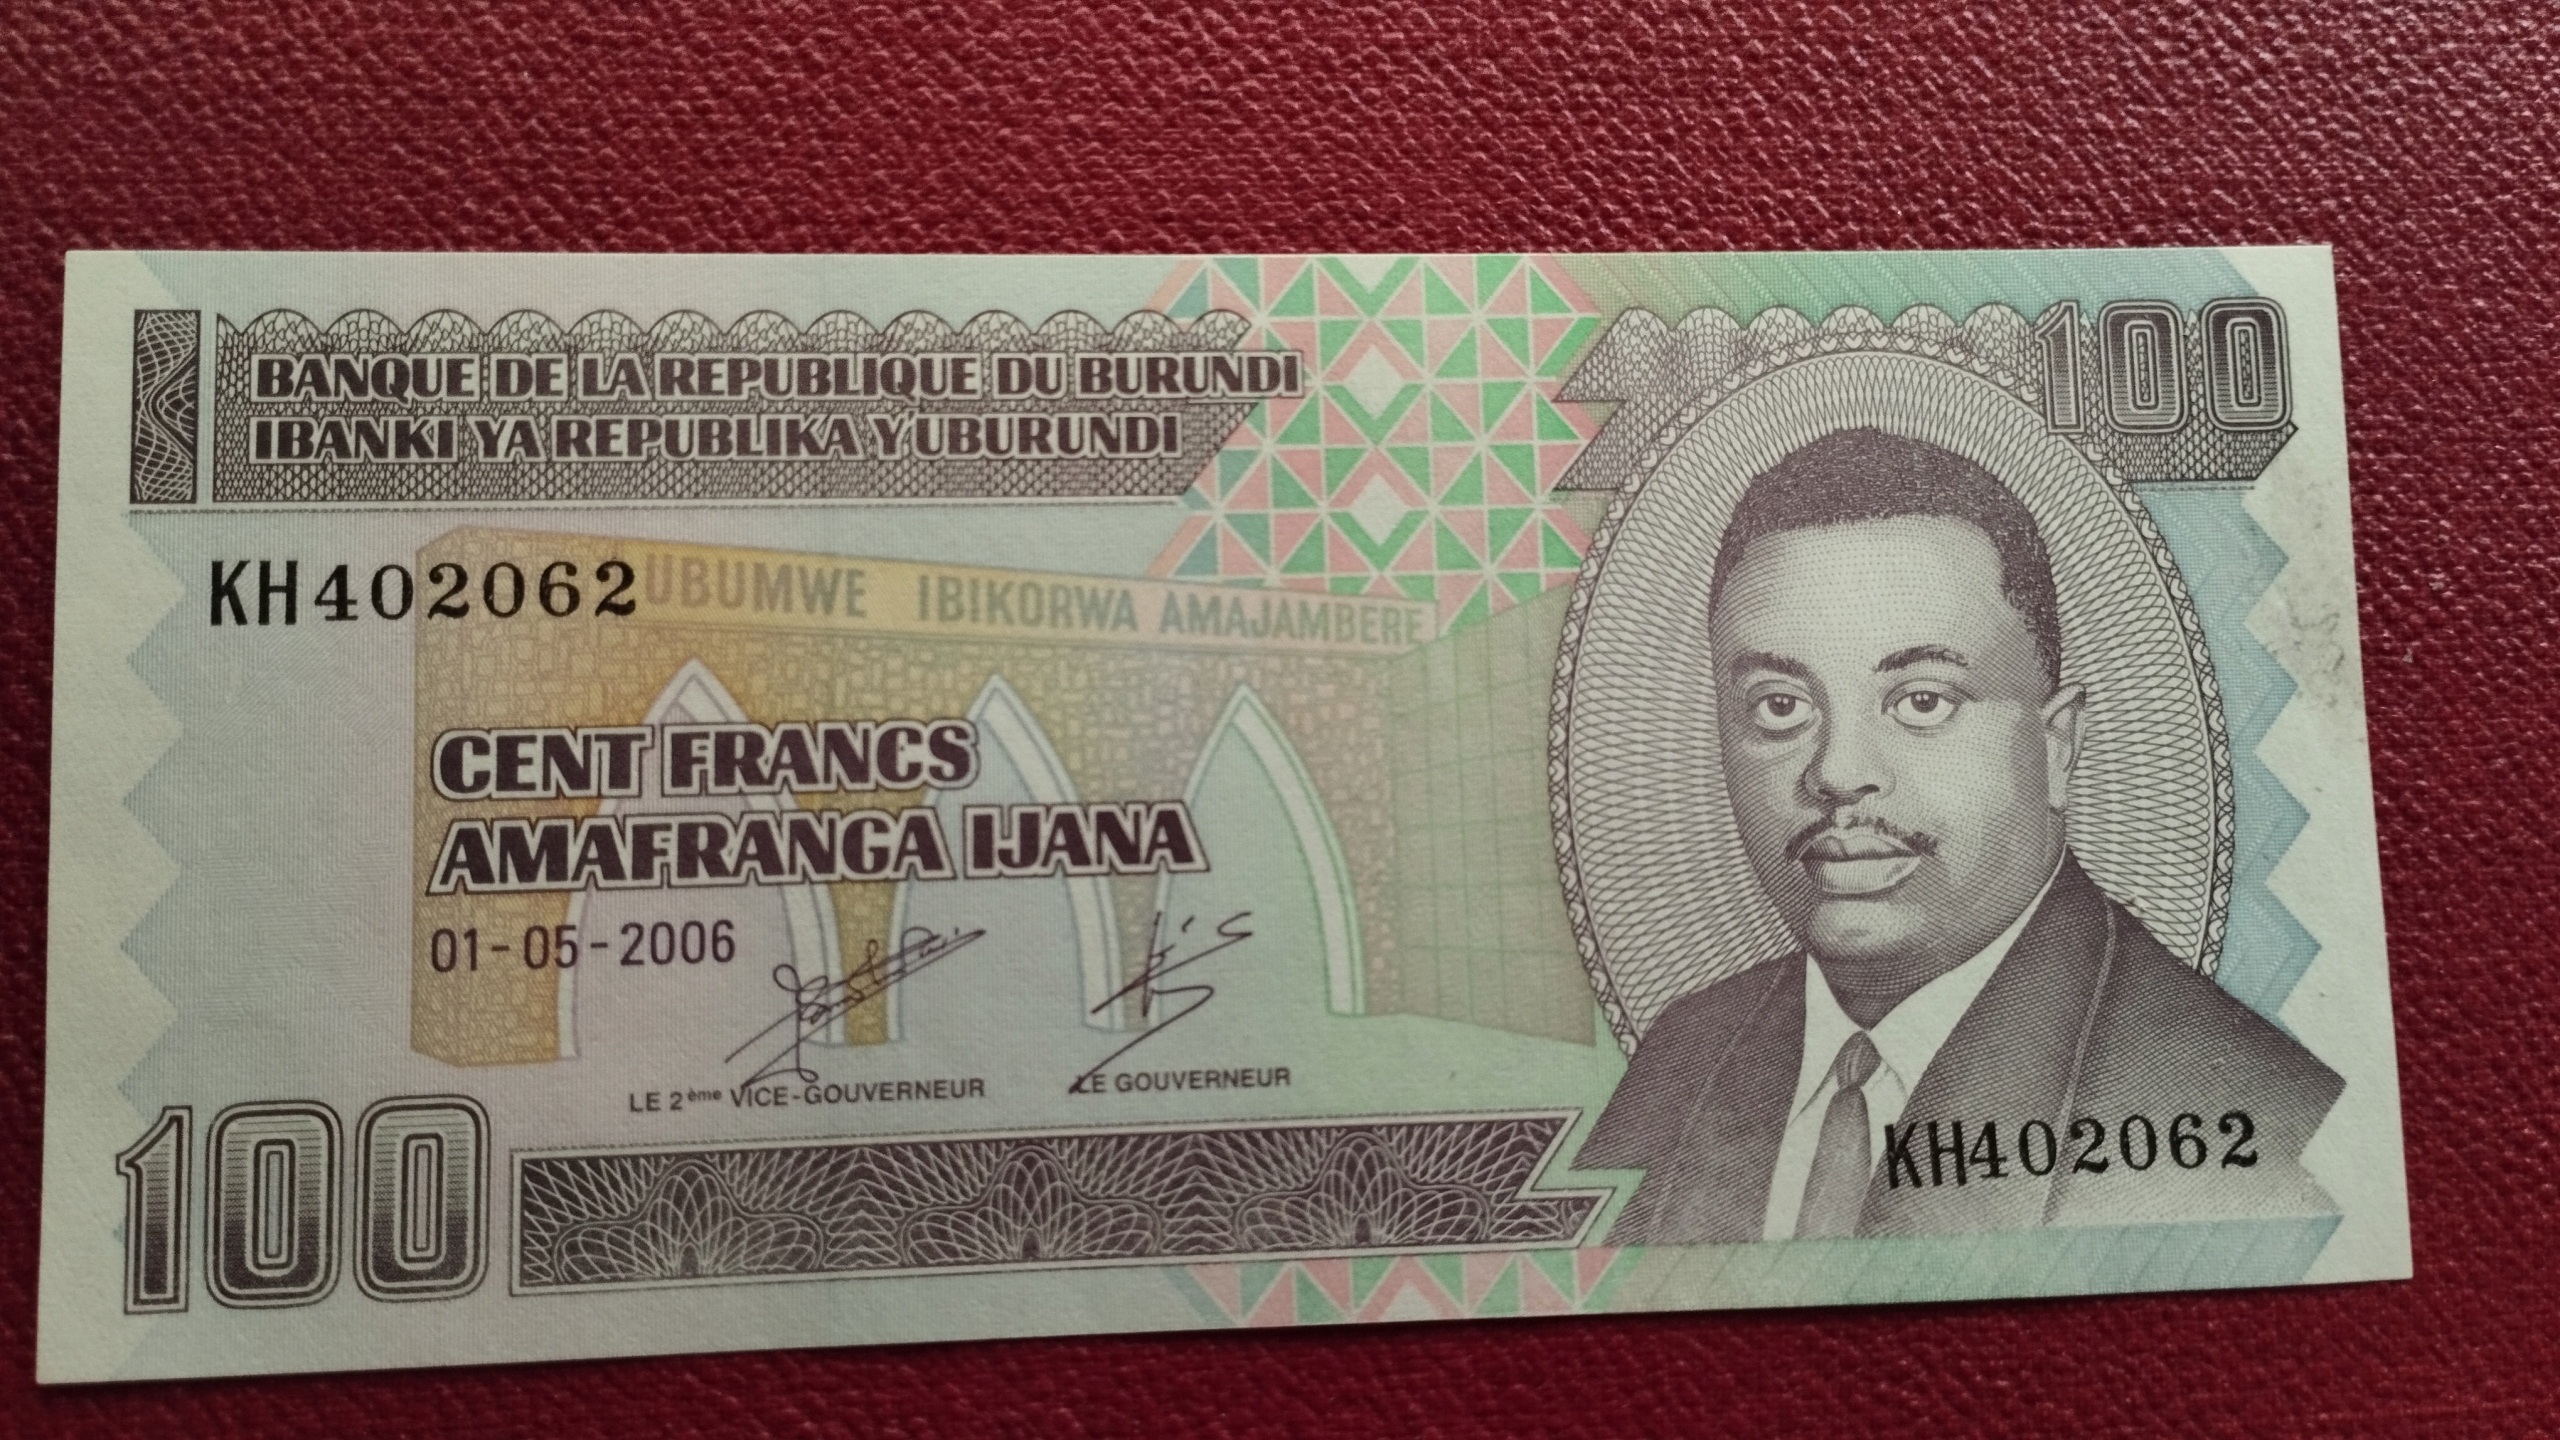 BANQUE DE LA REPUBLIQUE DU BURUNDI
IBANKI YA REPUBLIKA Y'UBURUNDI
100
KH402062
UBUMWE IBIKORWA AMAJAMBERE
CENT FRANCS
AMAFRANGA IJANA
01-05-2006
LE 2ème VICE-GOUVERNEUR
LE GOUVERNEUR
100
KH402062